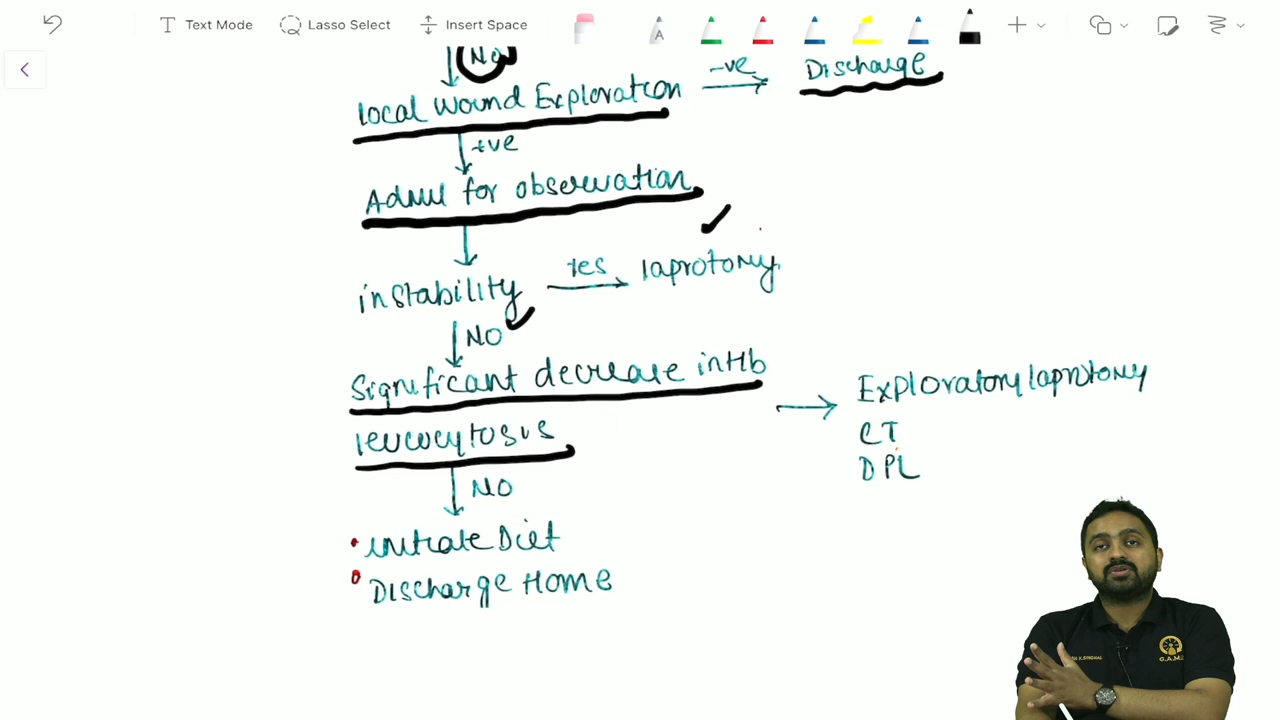 Text Mode Lasso Select Insert Space
A
No
Local Wound Exploration -ve Discharge
+ve
Admit for observation
instability Yes laprotomy
NO
Significant decrease in Hb
leucocytosis
Exploratory laprotomy
CT
DPL
NO
• initiate Diet
• Discharge Home
G.A.M.S